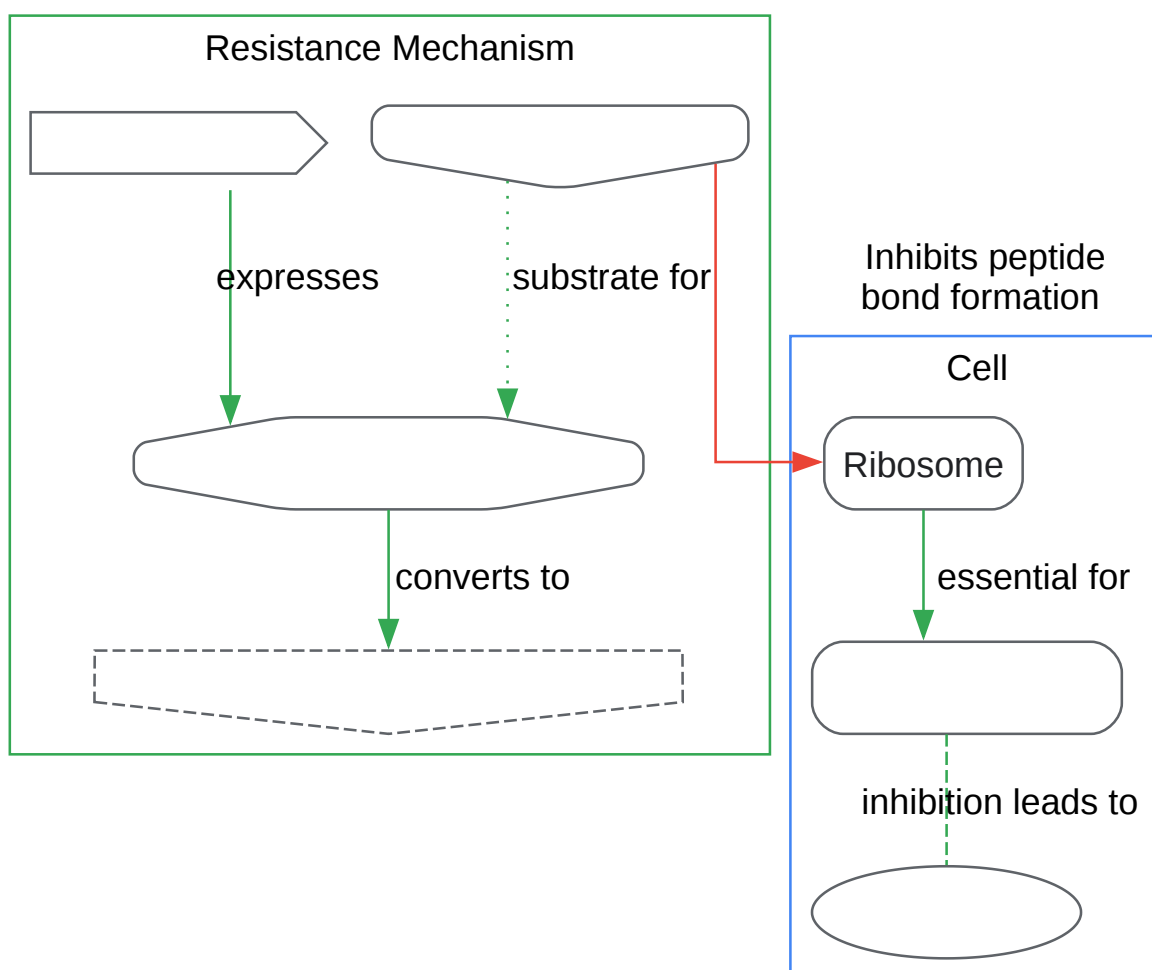 Resistance Mechanism
expresses
substrate for
Inhibits peptide
bond formation
Cell
Ribosome
converts to
essential for
inhibition leads to